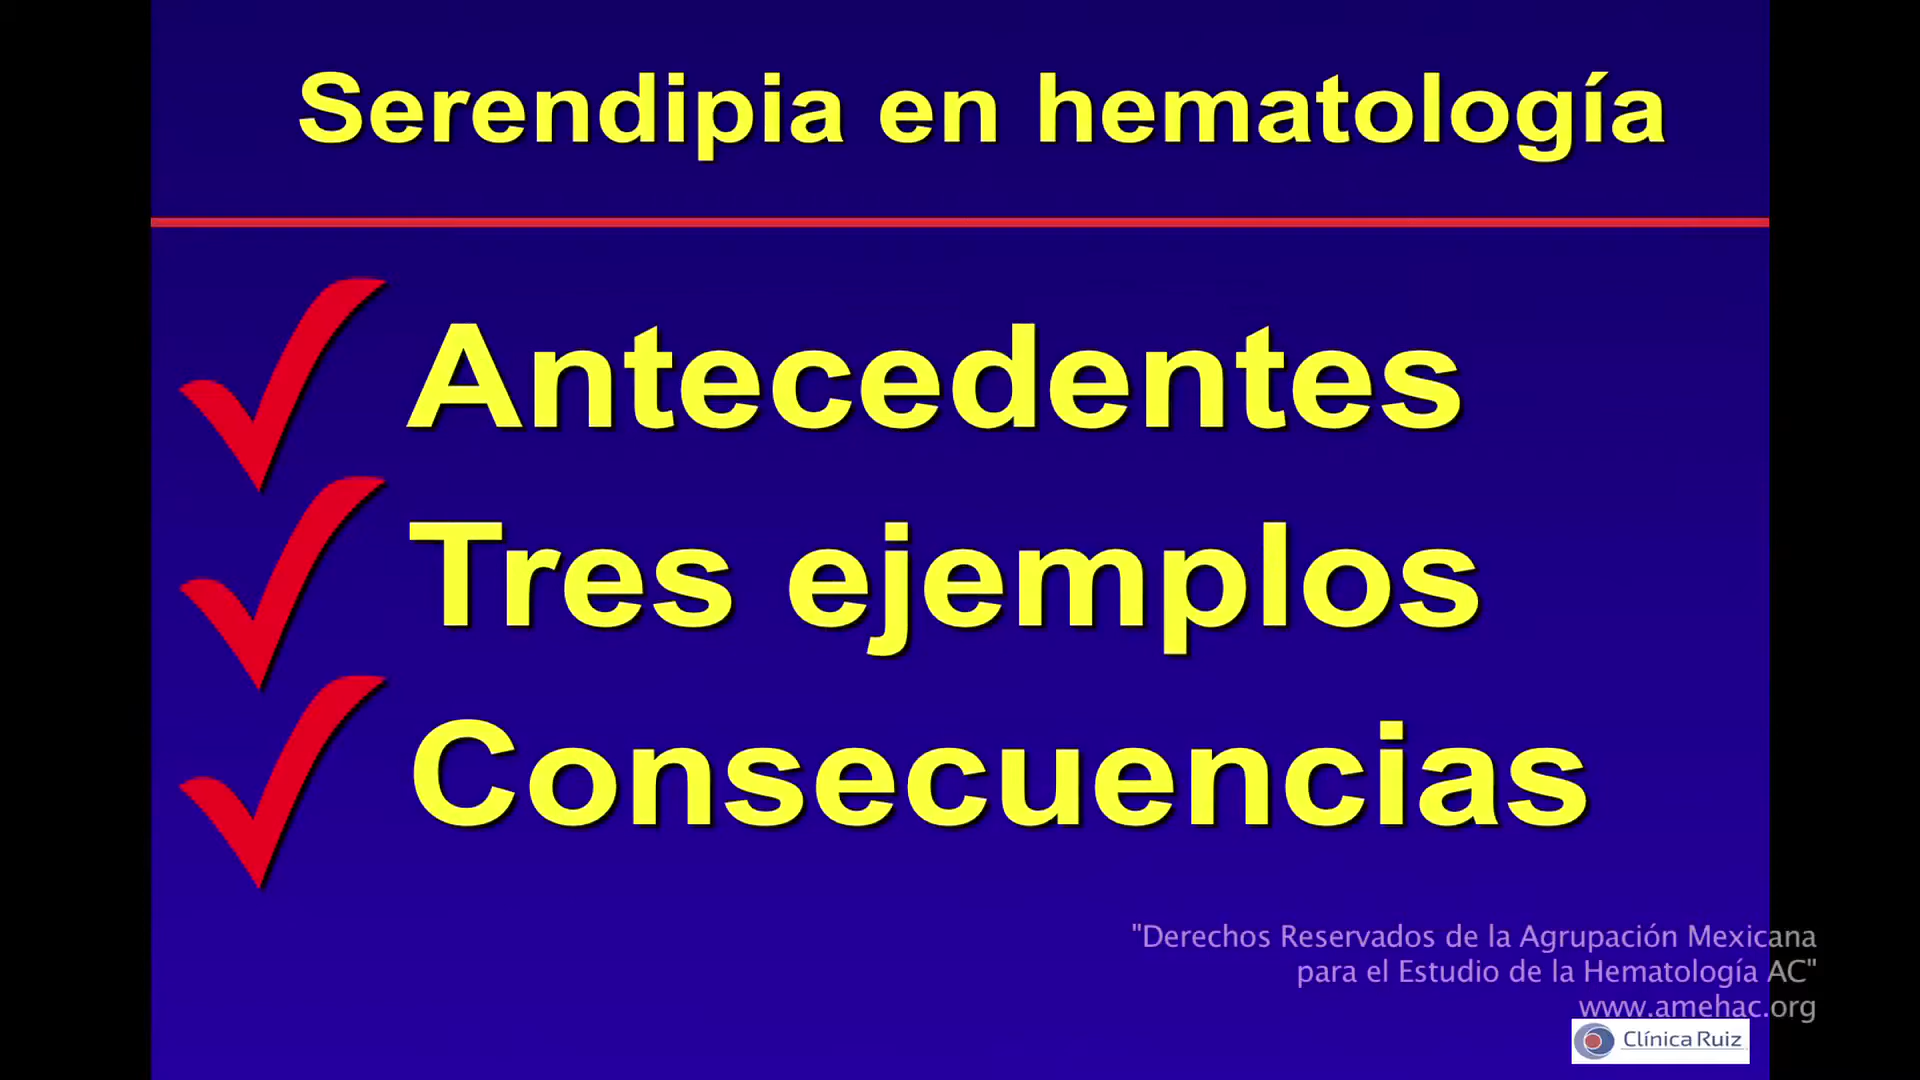 Serendipia en hematología
Antecedentes
Tres ejemplos
Consecuencias
"Derechos Reservados de la Agrupación Mexicana
para el Estudio de la Hematología AC"
www.amehac.org
Clínica Ruiz